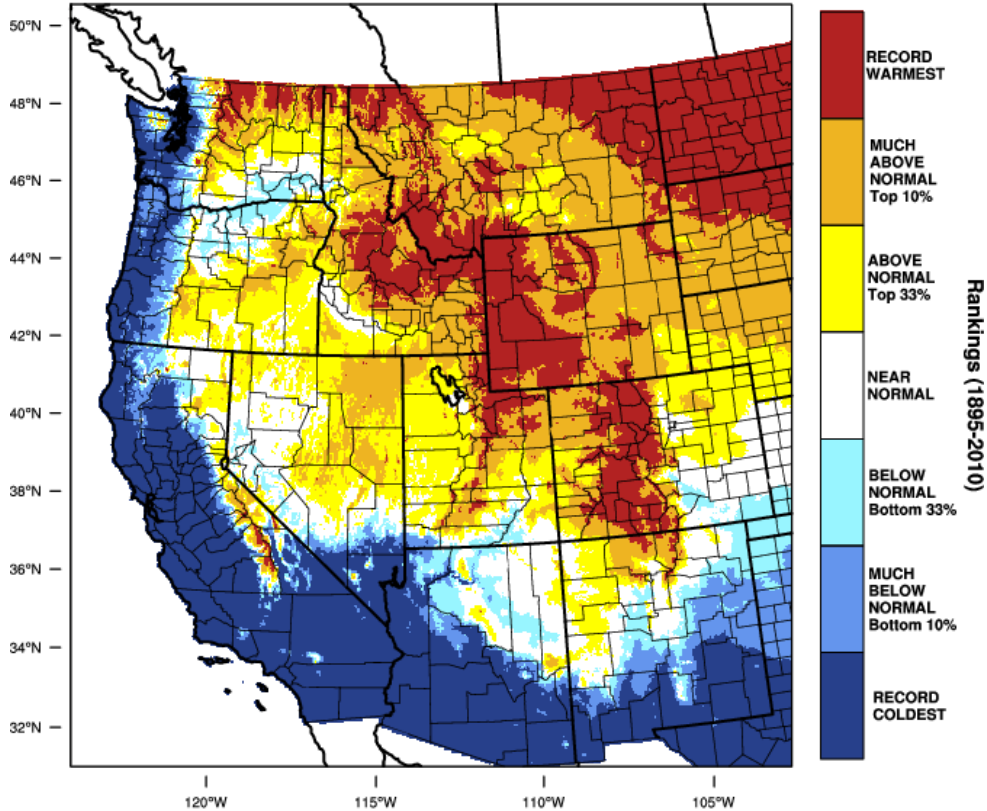 50°N
48°N
46°N
44°N
42°N
40°N
38°N
36°N
34°N
32°N
120°W
115°W
110°W
105°W
RECORD
WARMEST
MUCH
ABOVE
NORMAL
Top 10%
ABOVE
NORMAL
Top 33%
NEAR
NORMAL
BELOW
NORMAL
Bottom 33%
MUCH
BELOW
NORMAL
Bottom 10%
RECORD
COLDEST
Rankings (1895-2010)